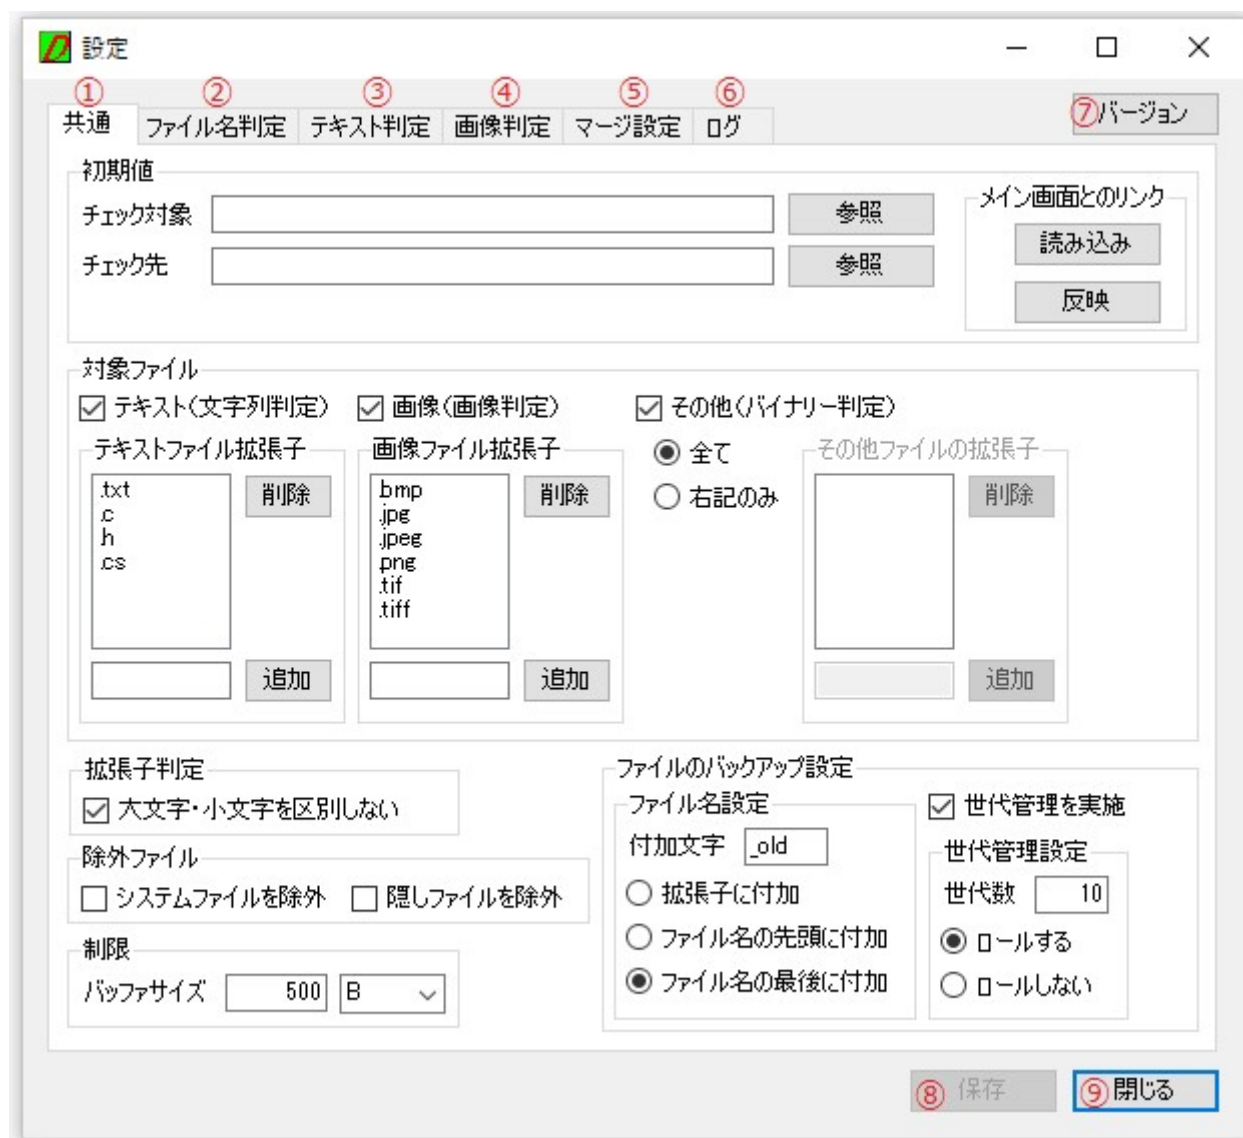 設定
① ② ③ ④ ⑤ ⑥
共通 ファイル名判定 テキスト判定 画像判定 マージ設定 ログ ⑦バージョン
初期値
チェック対象 参照
チェック先 参照
メイン画面とのリンク
読み込み
反映
対象ファイル
テキスト(文字列判定) 画像(画像判定) その他(バイナリー判定)
テキストファイル拡張子
.txt
.c
.h
.cs
削除
追加
画像ファイル拡張子
.bmp
.jpg
.jpeg
.png
.tif
.tiff
削除
追加
全て
右記のみ
その他ファイルの拡張子
削除
追加
拡張子判定
大文字・小文字を区別しない
除外ファイル
システムファイルを除外 隠しファイルを除外
制限
バッファサイズ 500 B
ファイルのバックアップ設定
ファイル名設定
付加文字 _old
拡張子に付加
ファイル名の先頭に付加
ファイル名の最後に付加
世代管理を実施
世代管理設定
世代数 10
ロールする
ロールしない
⑧ 保存 ⑨閉じる